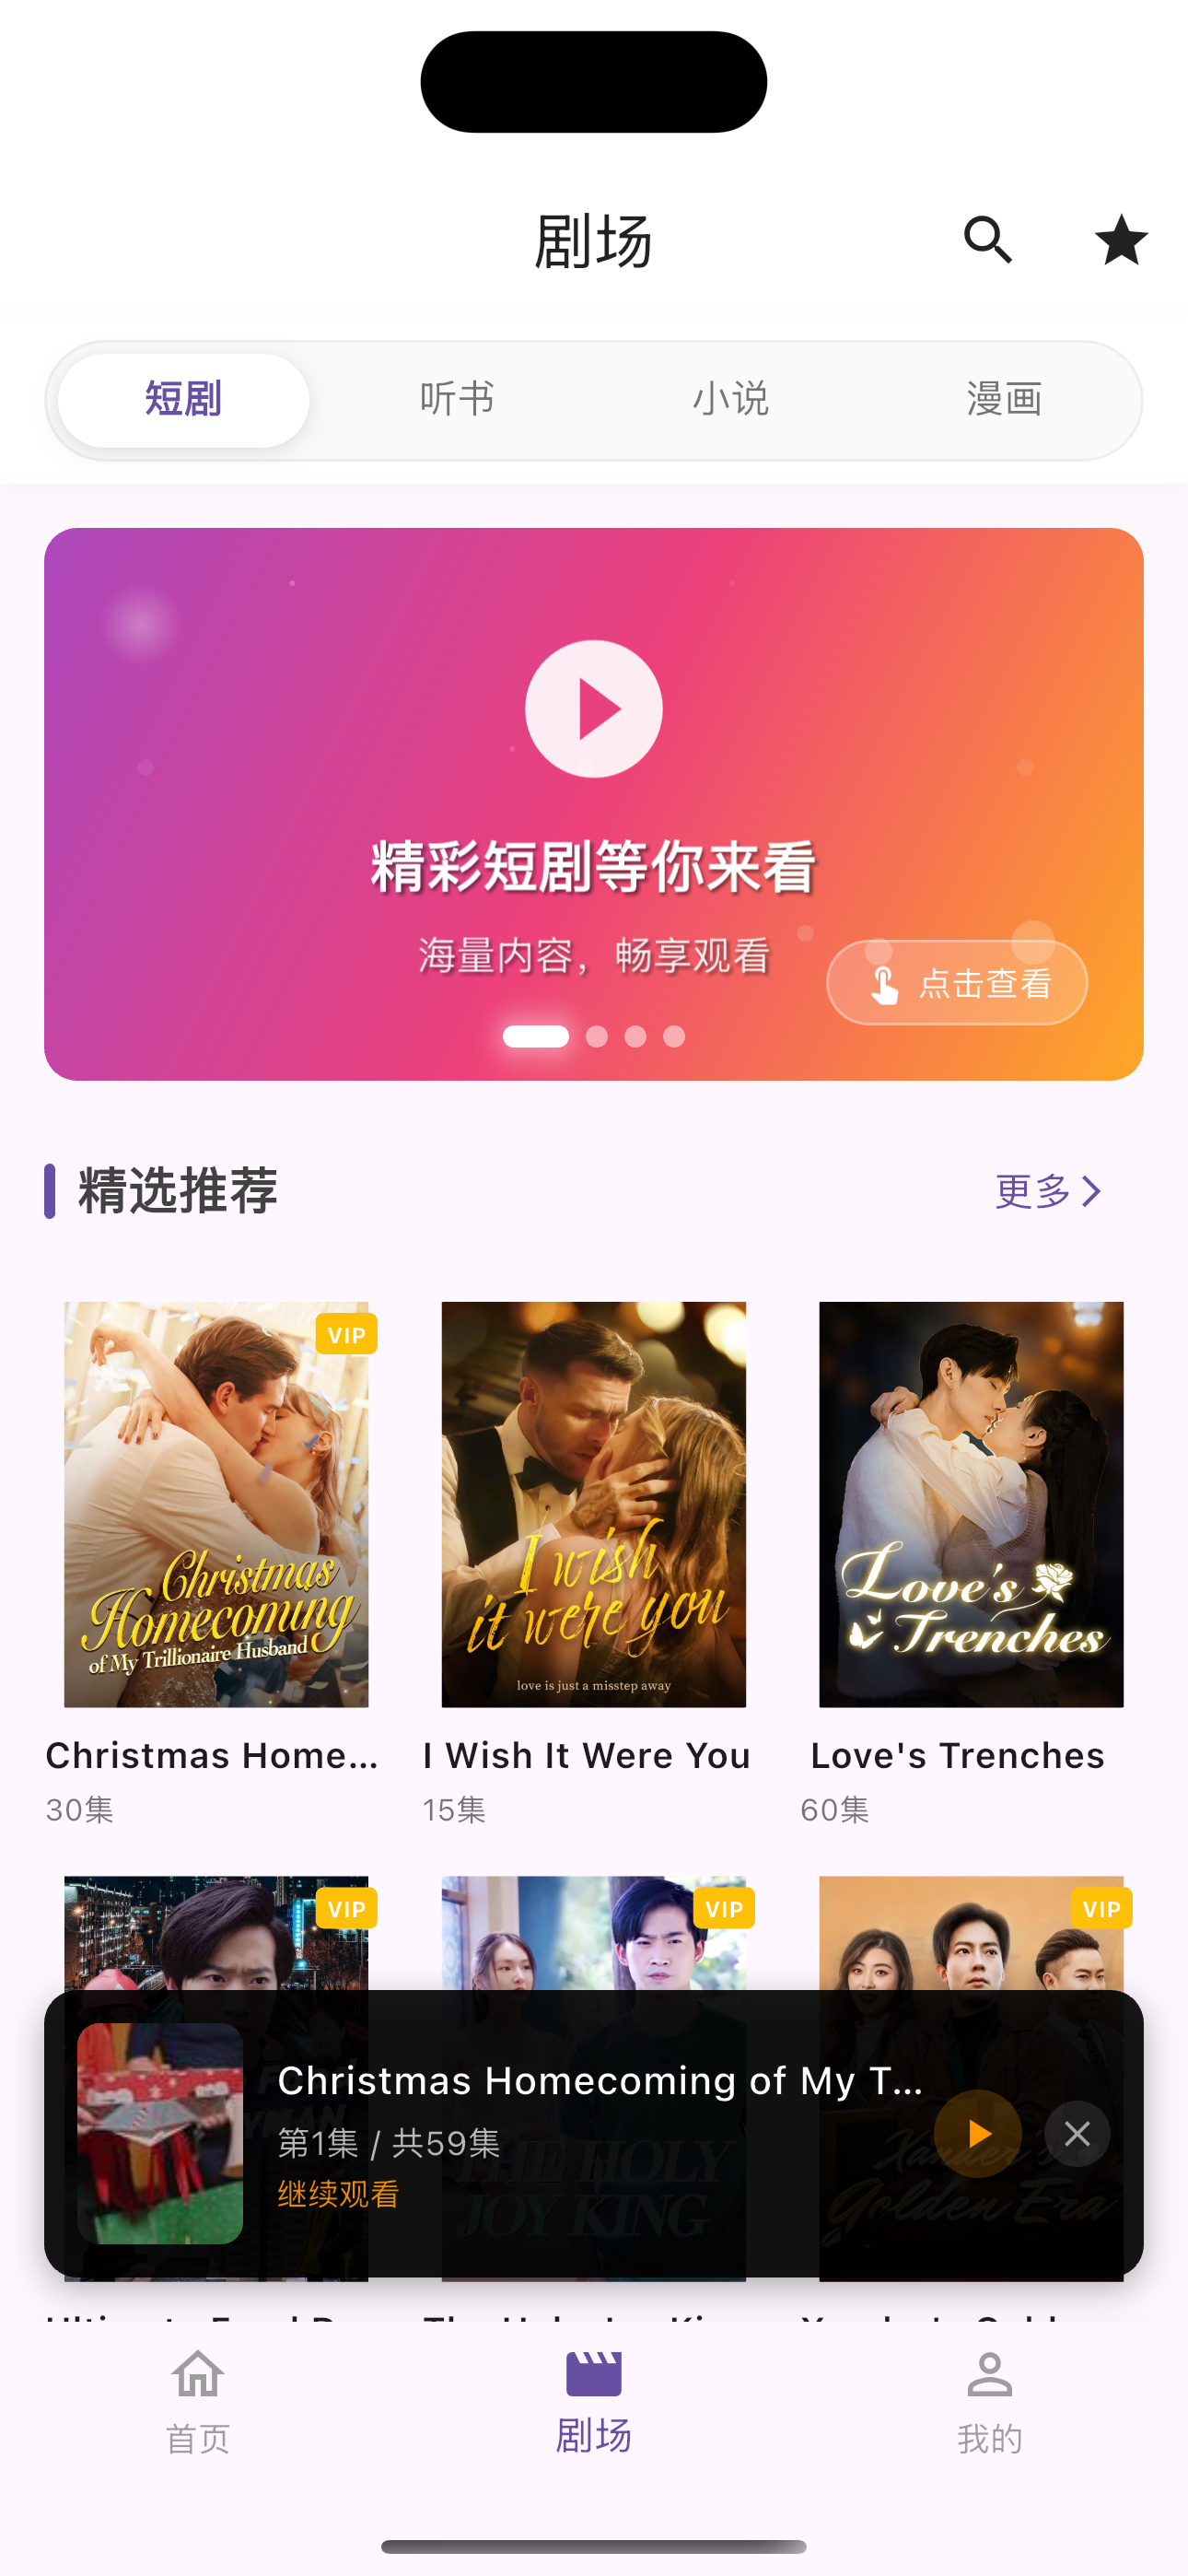 剧场
短剧 听书 小说 漫画
精彩短剧等你来看
海量内容，畅享观看
点击查看
精选推荐
更多
VIP
Christmas
Homecoming
of My Trillionaire Husband
I wish
it were you
love is just a misstep away
Love's
Trenches
Christmas Home...
I Wish It Were You
Love's Trenches
30集
15集
60集
VIP
VIP
VIP
THE HOLY
JOY KING
Golden Era
Christmas Homecoming of My T...
第1集 / 共59集
继续观看
首页
剧场
我的